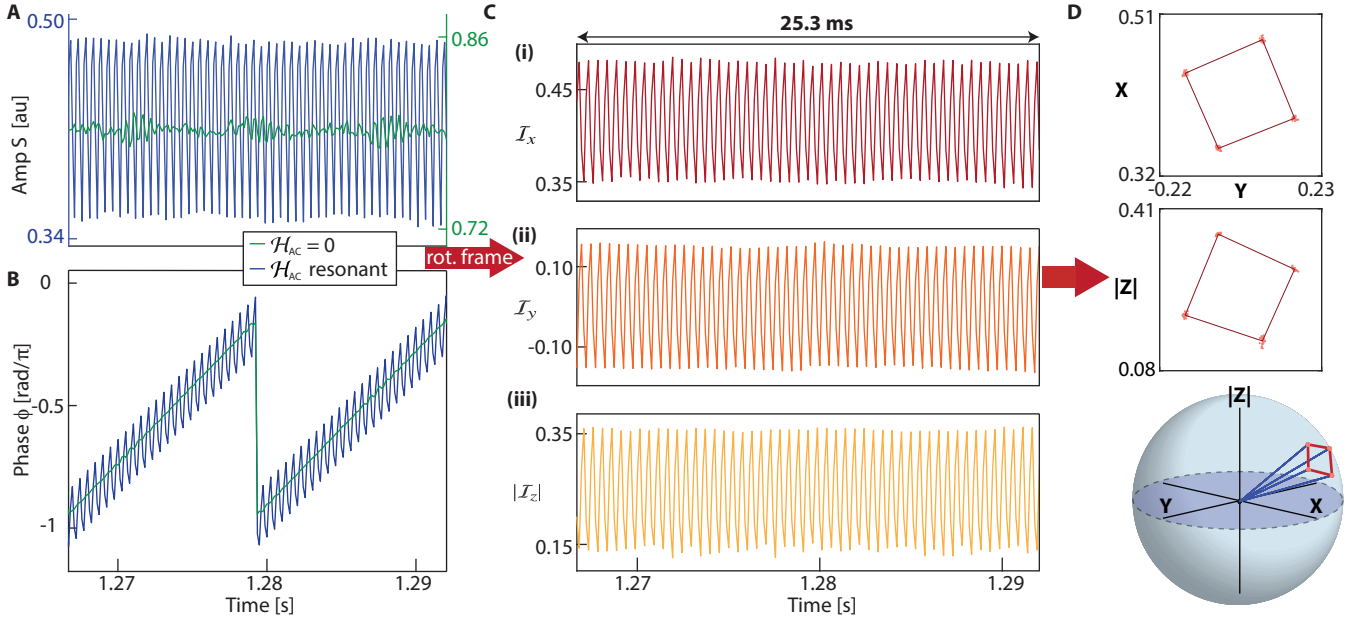 A
0.50
0.86
Amp S [au]
0.34
0.72
ℋAC = 0
ℋAC resonant
rot. frame
B
0
-0.5
-1
Phase ϕ [rad/π]
1.27
1.28
1.29
Time [s]
C
25.3 ms
(i)
0.45
ℐx
0.35
(ii)
0.10
ℐy
-0.10
(iii)
0.35
|ℐz|
0.15
1.27
1.28
1.29
Time [s]
D
0.51
X
0.32
-0.22
Y
0.23
0.41
|Z|
0.08
|Z|
Y
X